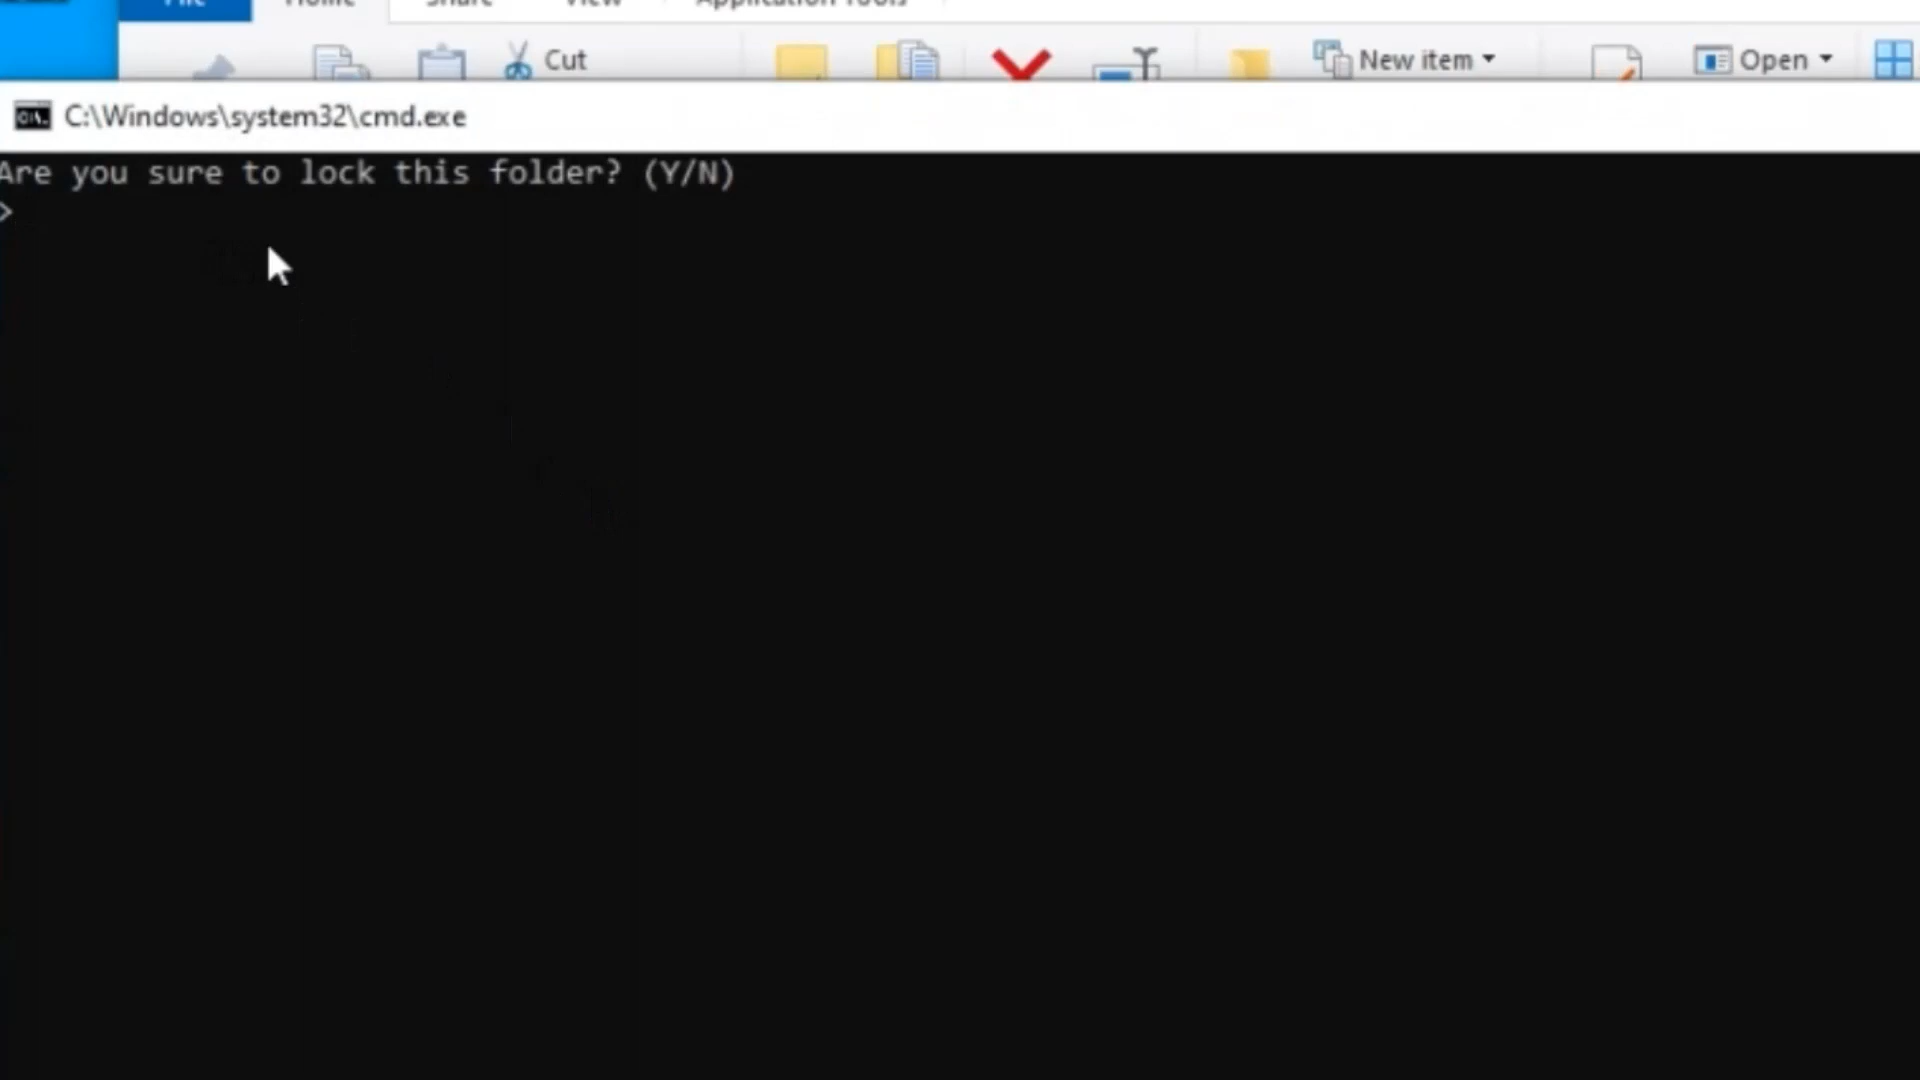 File Home Share View Application Tools
Cut
New item
Open
C:\Windows\system32\cmd.exe
Are you sure to lock this folder? (Y/N)
>